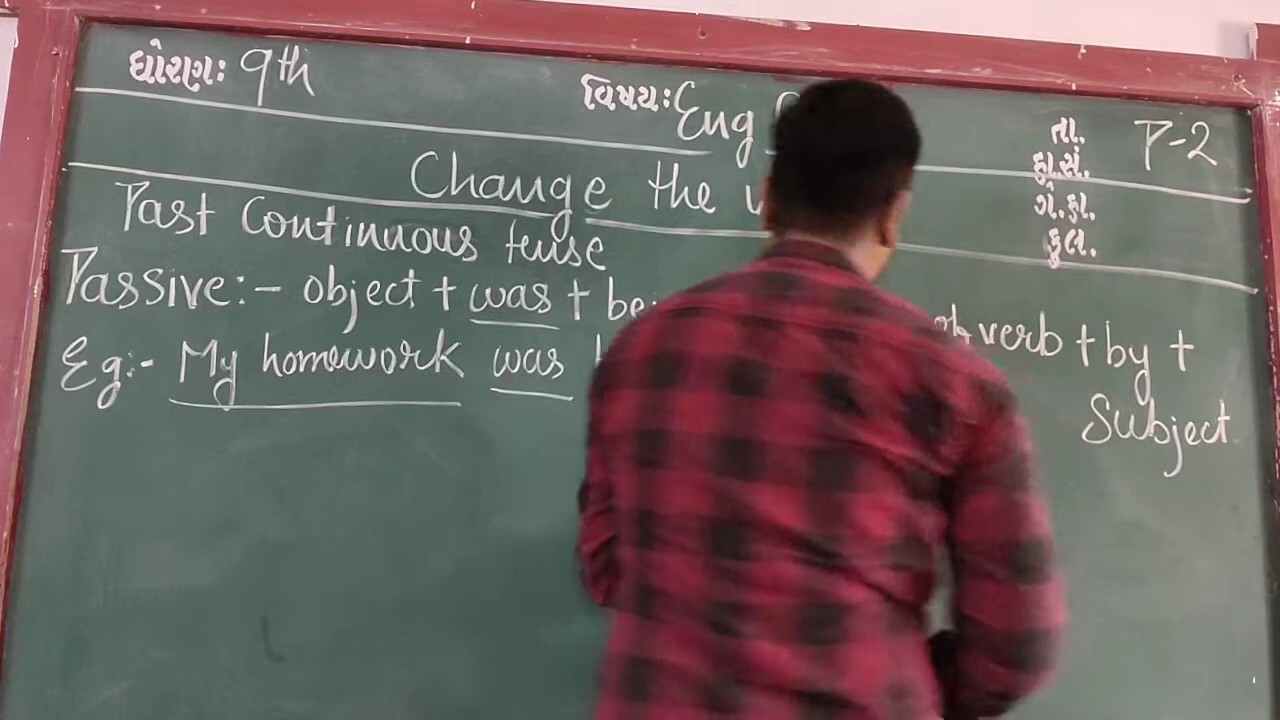 ધોરણ: 9th વિષય: Eng તા. P-2
હા.સં.
ગે.હા.
કુલ.
Change the
Past Continuous tense
Passive:- object + was + be verb + by +
Subject
Eg:- My homework was